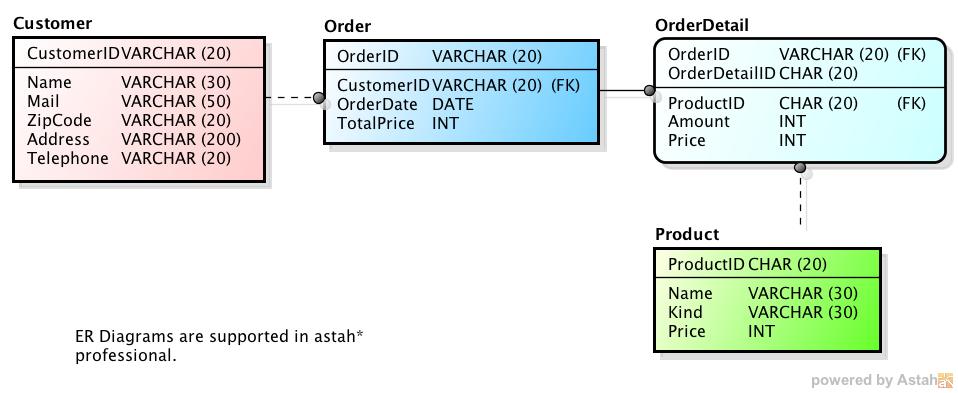 Customer
CustomerID VARCHAR (20)
Name VARCHAR (30)
Mail VARCHAR (50)
ZipCode VARCHAR (20)
Address VARCHAR (200)
Telephone VARCHAR (20)
Order
OrderID VARCHAR (20)
CustomerID VARCHAR (20) (FK)
OrderDate DATE
TotalPrice INT
OrderDetail
OrderID VARCHAR (20) (FK)
OrderDetailID CHAR (20)
ProductID CHAR (20) (FK)
Amount INT
Price INT
Product
ProductID CHAR (20)
Name VARCHAR (30)
Kind VARCHAR (30)
Price INT
ER Diagrams are supported in astah*
professional.
powered by Astah